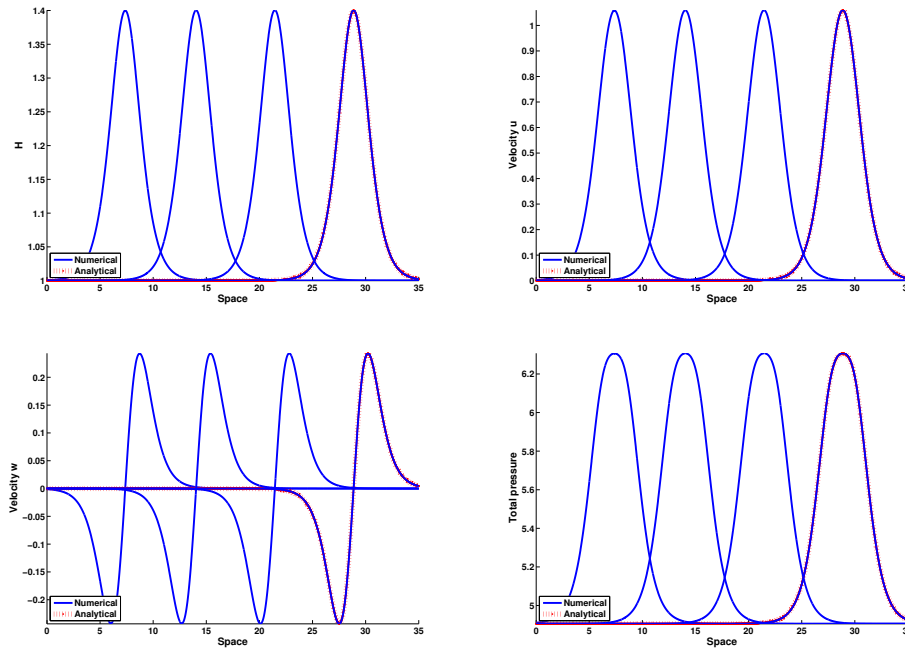 1.4
1.35
1.3
1.25
1.2
1.15
1.1
1.05
1
H
Numerical
Analytical
0 5 10 15 20 25 30 35
Space
1
0.9
0.8
0.7
0.6
0.5
0.4
0.3
0.2
0.1
0
Velocity u
Numerical
Analytical
0 5 10 15 20 25 30 35
Space
0.2
0.15
0.1
0.05
0
−0.05
−0.1
−0.15
−0.2
Velocity w
Numerical
Analytical
0 5 10 15 20 25 30 35
Space
6.2
6
5.8
5.6
5.4
5.2
5
Total pressure
Numerical
Analytical
0 5 10 15 20 25 30 35
Space